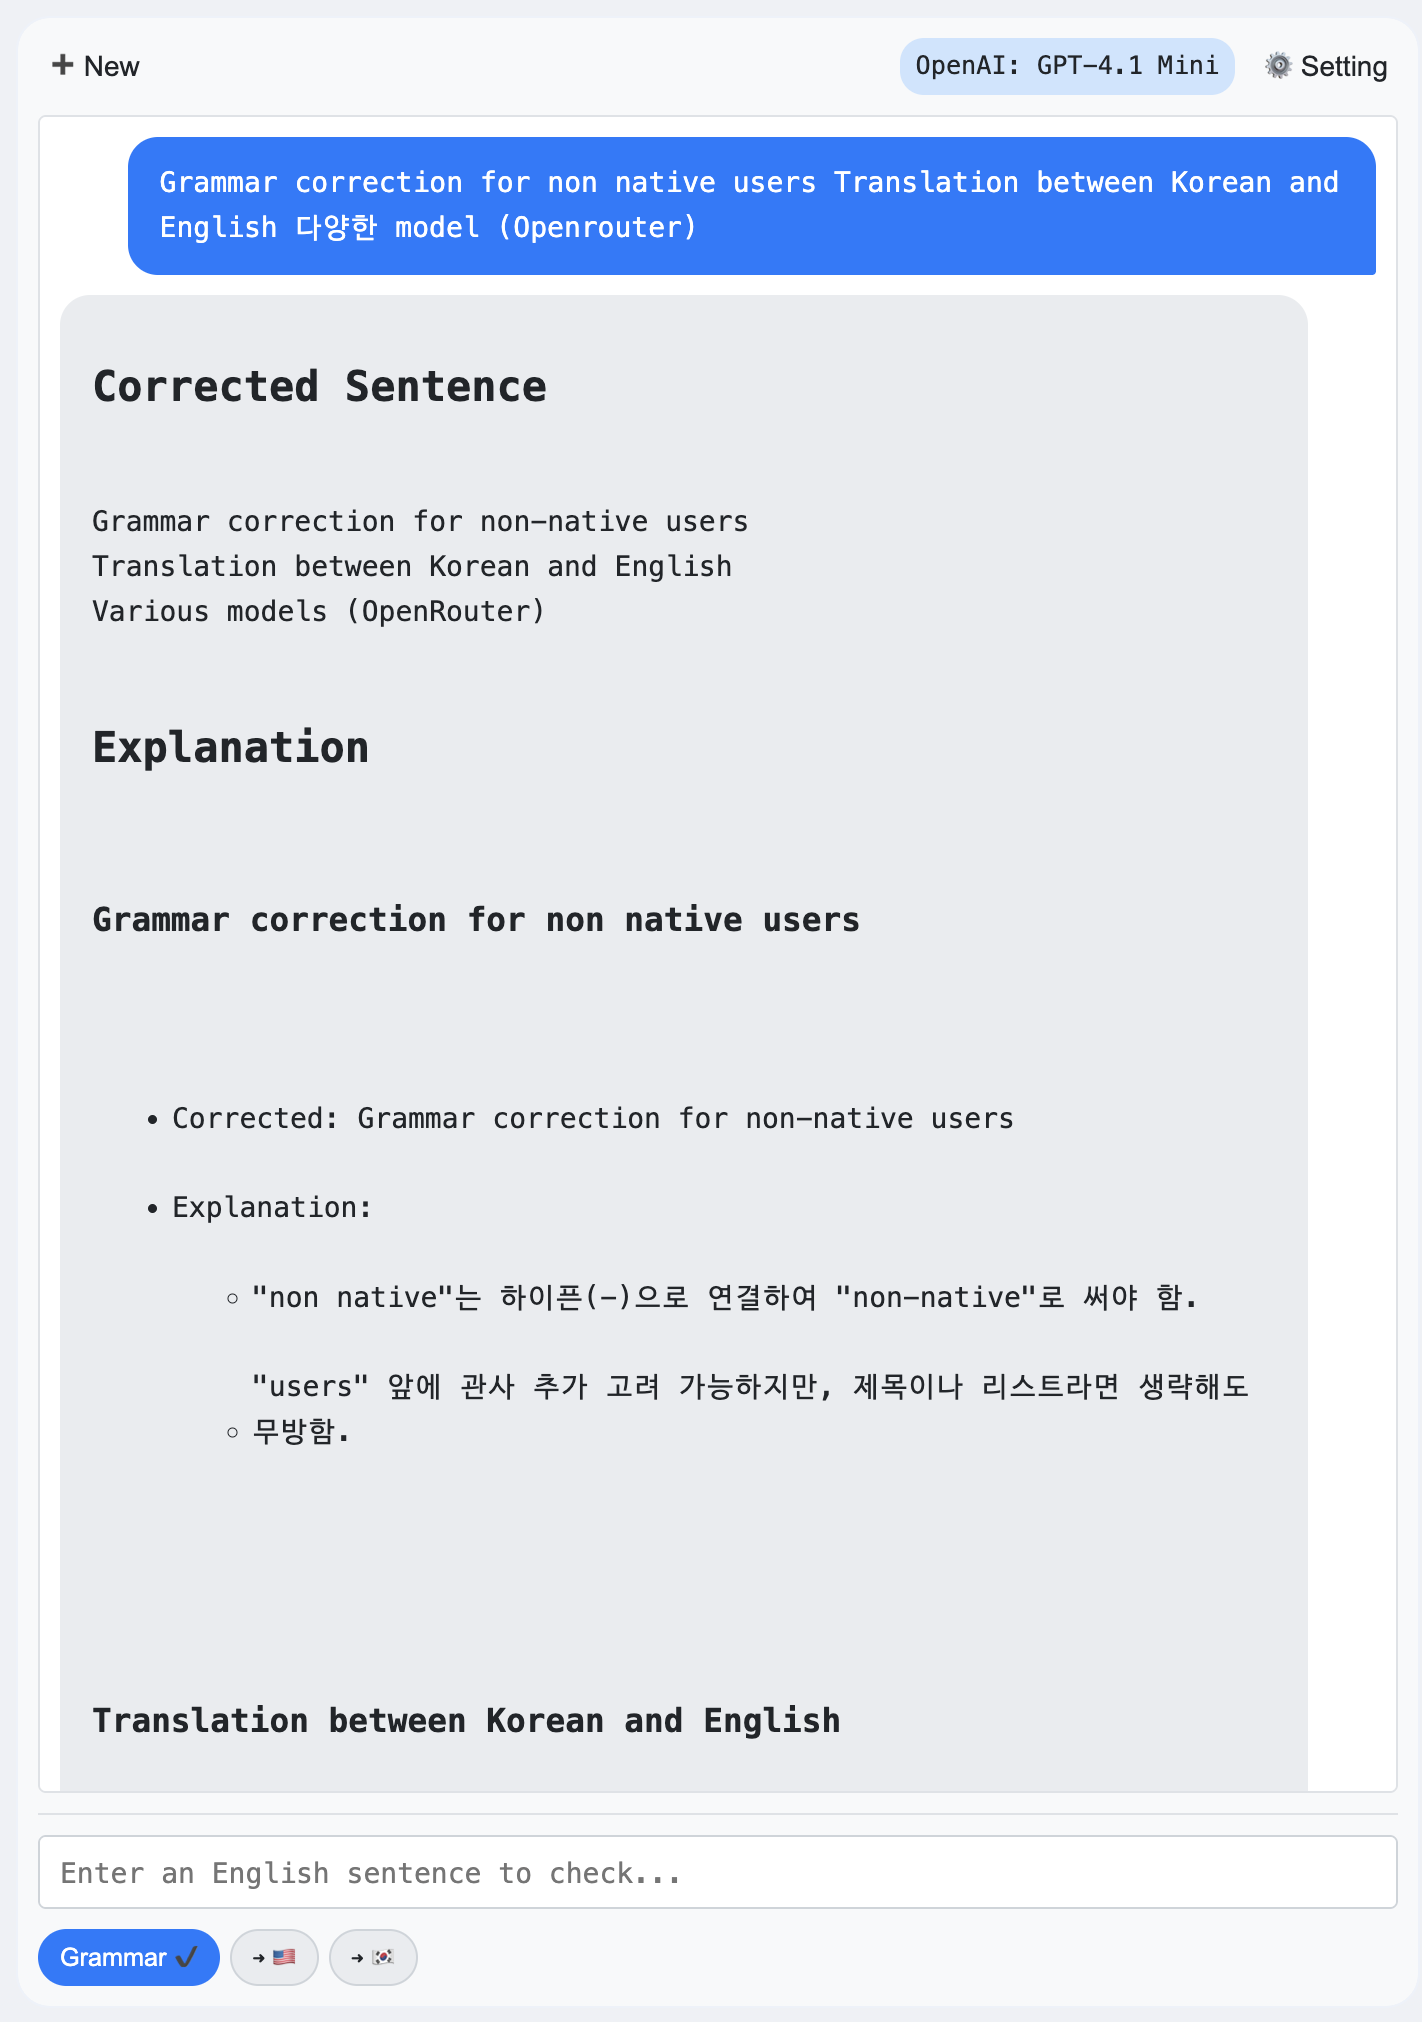 ➕ New
OpenAI: GPT-4.1 Mini
⚙️ Setting
Grammar correction for non native users Translation between Korean and
English 다양한 model (Openrouter)
Corrected Sentence
Grammar correction for non-native users
Translation between Korean and English
Various models (OpenRouter)
Explanation
Grammar correction for non native users
• Corrected: Grammar correction for non-native users
• Explanation:
◦ "non native"는 하이픈(-)으로 연결하여 "non-native"로 써야 함.
"users" 앞에 관사 추가 고려 가능하지만, 제목이나 리스트라면 생략해도
◦ 무방함.
Translation between Korean and English
Enter an English sentence to check...
Grammar ✔️
→ 🇺🇸
→ 🇰🇷